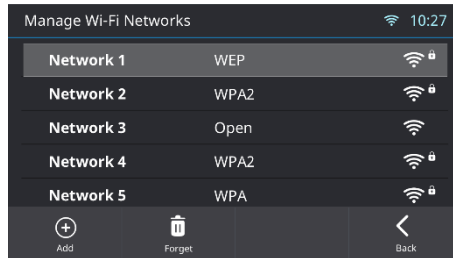 Manage Wi-Fi Networks 10:27
Network 1 WEP
Network 2 WPA2
Network 3 Open
Network 4 WPA2
Network 5 WPA
Add Forget Back